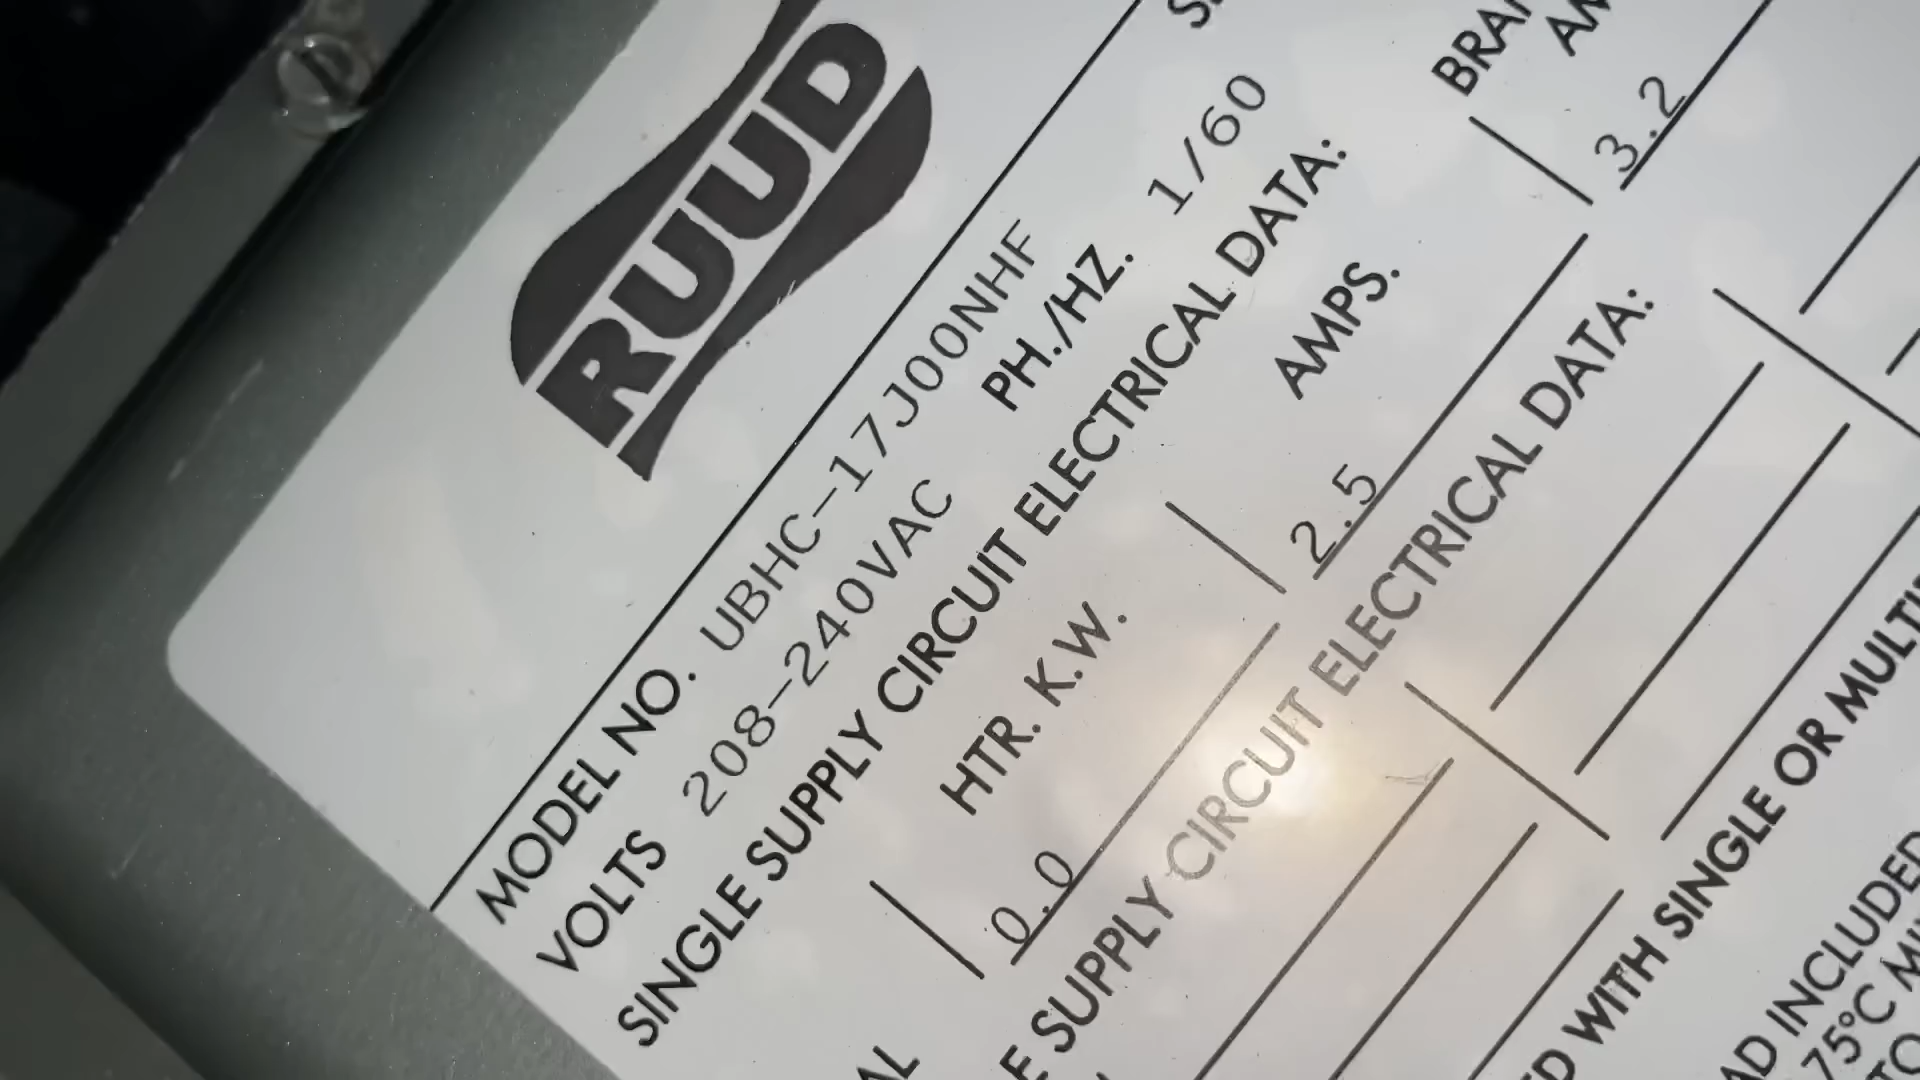 RUUD
MODEL NO. UBHC-17J00NHF
VOLTS 208-240VAC PH./HZ. 1/60
SINGLE SUPPLY CIRCUIT ELECTRICAL DATA:
HTR. K.W. AMPS.
0.0 2.5 3.2
SUPPLY CIRCUIT ELECTRICAL DATA:
WITH SINGLE OR
INCLUDED
75°C
TO